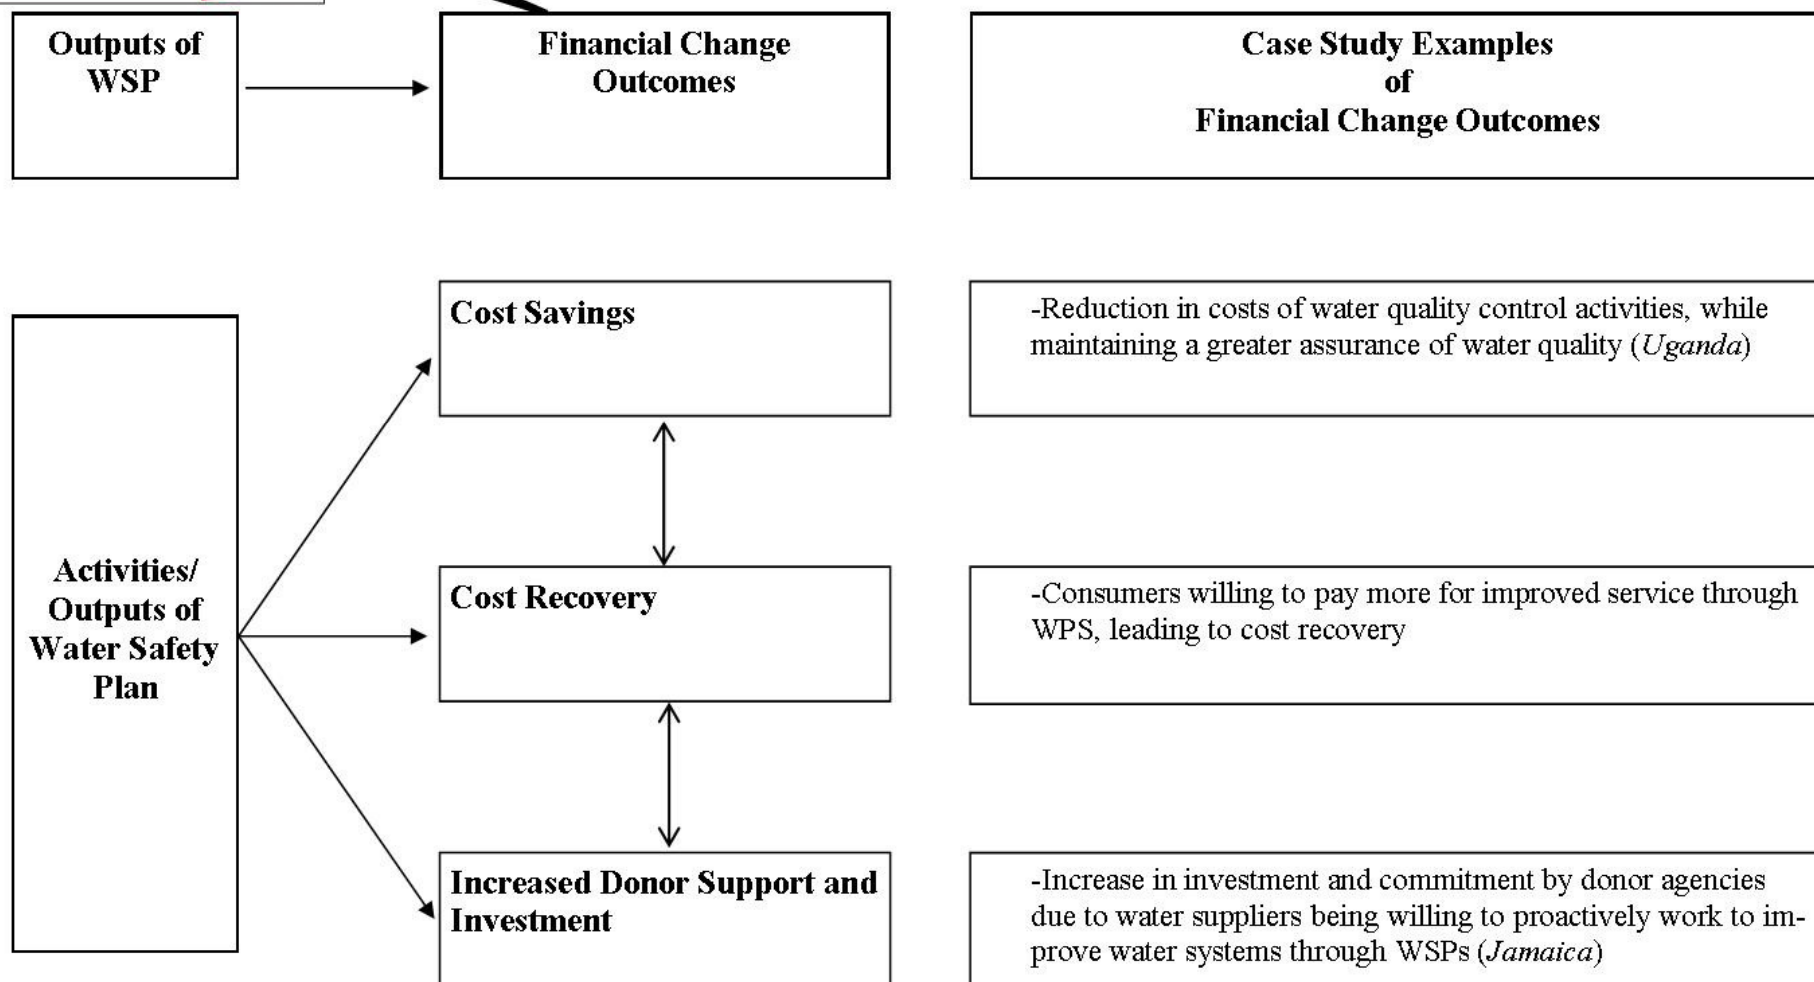 Outputs of
WSP
Financial Change
Outcomes
Case Study Examples
of
Financial Change Outcomes
Activities/
Outputs of
Water Safety
Plan
Cost Savings
-Reduction in costs of water quality control activities, while
maintaining a greater assurance of water quality (Uganda)
Cost Recovery
-Consumers willing to pay more for improved service through
WPS, leading to cost recovery
Increased Donor Support and
Investment
-Increase in investment and commitment by donor agencies
due to water suppliers being willing to proactively work to im-
prove water systems through WSPs (Jamaica)